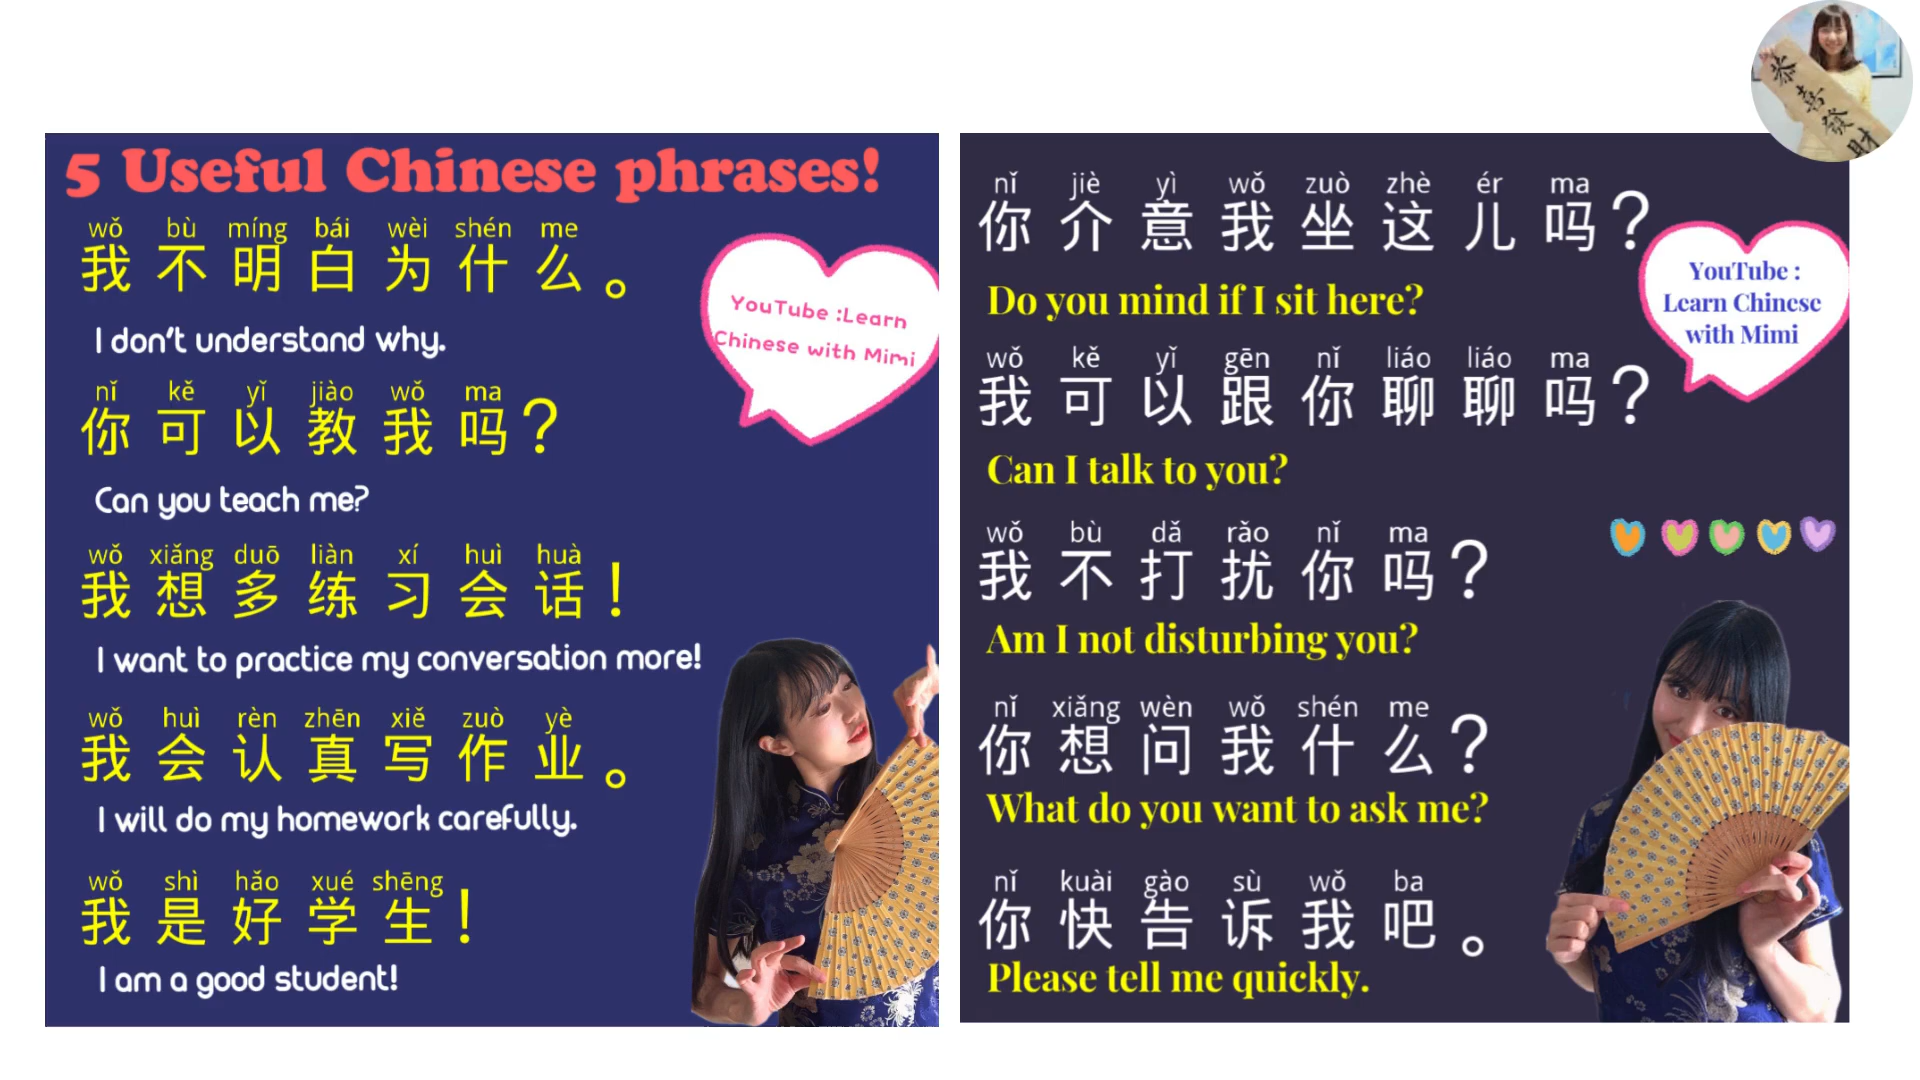 恭喜發財
5 Useful Chinese phrases!
wǒ bù míng bái wèi shén me
我不明白为什么。
I don't understand why.
nǐ kě yǐ jiào wǒ ma
你可以教我吗？
Can you teach me?
wǒ xiǎng duō liàn xí huì huà
我想多练习会话！
I want to practice my conversation more!
wǒ huì rèn zhēn xiě zuò yè
我会认真写作业。
I will do my homework carefully.
wǒ shì hǎo xué shēng
我是好学生！
I am a good student!
YouTube :Learn
Chinese with Mimi
nǐ jiè yì wǒ zuò zhè ér ma
你介意我坐这儿吗？
Do you mind if I sit here?
wǒ kě yǐ gēn nǐ liáo liáo ma
我可以跟你聊聊吗？
Can I talk to you?
wǒ bù dǎ rǎo nǐ ma
我不打扰你吗？
Am I not disturbing you?
nǐ xiǎng wèn wǒ shén me
你想问我什么？
What do you want to ask me?
nǐ kuài gào sù wǒ ba
你快告诉我吧。
Please tell me quickly.
YouTube :
Learn Chinese
with Mimi